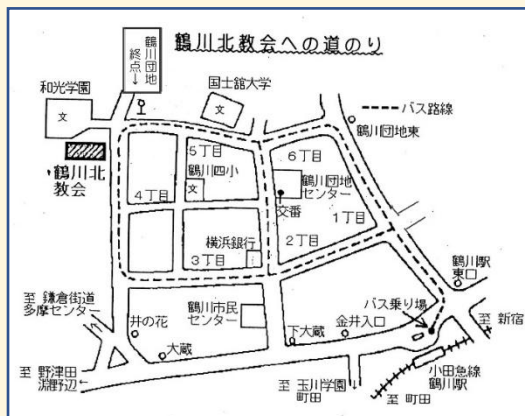 鶴川北教会への道のり
鶴川団地
終点↓
和光学園
文
国士舘大学
文
バス路線
鶴川団地東
鶴川北
教会
5丁目
鶴川四小
文
4丁目
6丁目
鶴川団地
センター
交番
1丁目
横浜銀行
3丁目
2丁目
鶴川駅
東口
バス乗り場
至 新宿
至 鎌倉街道
多摩センター
井の花
鶴川市民
センター
大蔵
下大蔵
金井入口
至 野津田
淵野辺←
至 玉川学園
町田
至 町田
小田急線
鶴川駅